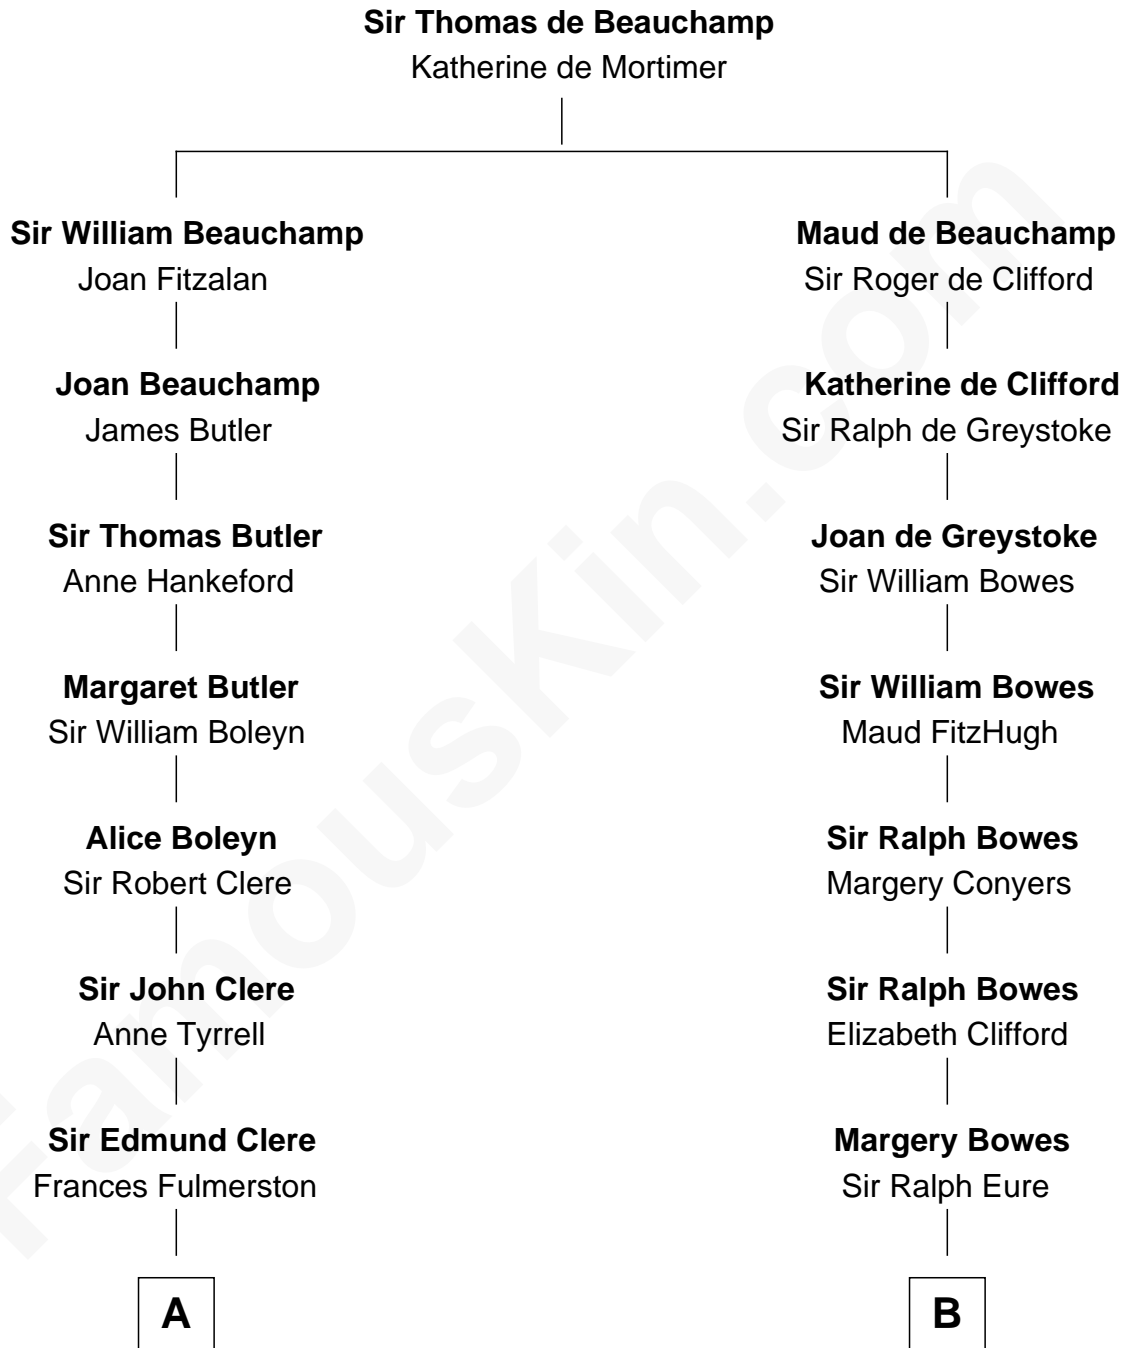 Sir Thomas de Beauchamp
Katherine de Mortimer
Sir William Beauchamp
Joan Fitzalan
Maud de Beauchamp
Sir Roger de Clifford
Joan Beauchamp
James Butler
Katherine de Clifford
Sir Ralph de Greystoke
Sir Thomas Butler
Anne Hankeford
Joan de Greystoke
Sir William Bowes
Margaret Butler
Sir William Boleyn
Sir William Bowes
Maud FitzHugh
Alice Boleyn
Sir Robert Clere
Sir Ralph Bowes
Margery Conyers
Sir John Clere
Anne Tyrrell
Sir Ralph Bowes
Elizabeth Clifford
Sir Edmund Clere
Frances Fulmerston
Margery Bowes
Sir Ralph Eure
A
B
FamousKin.com